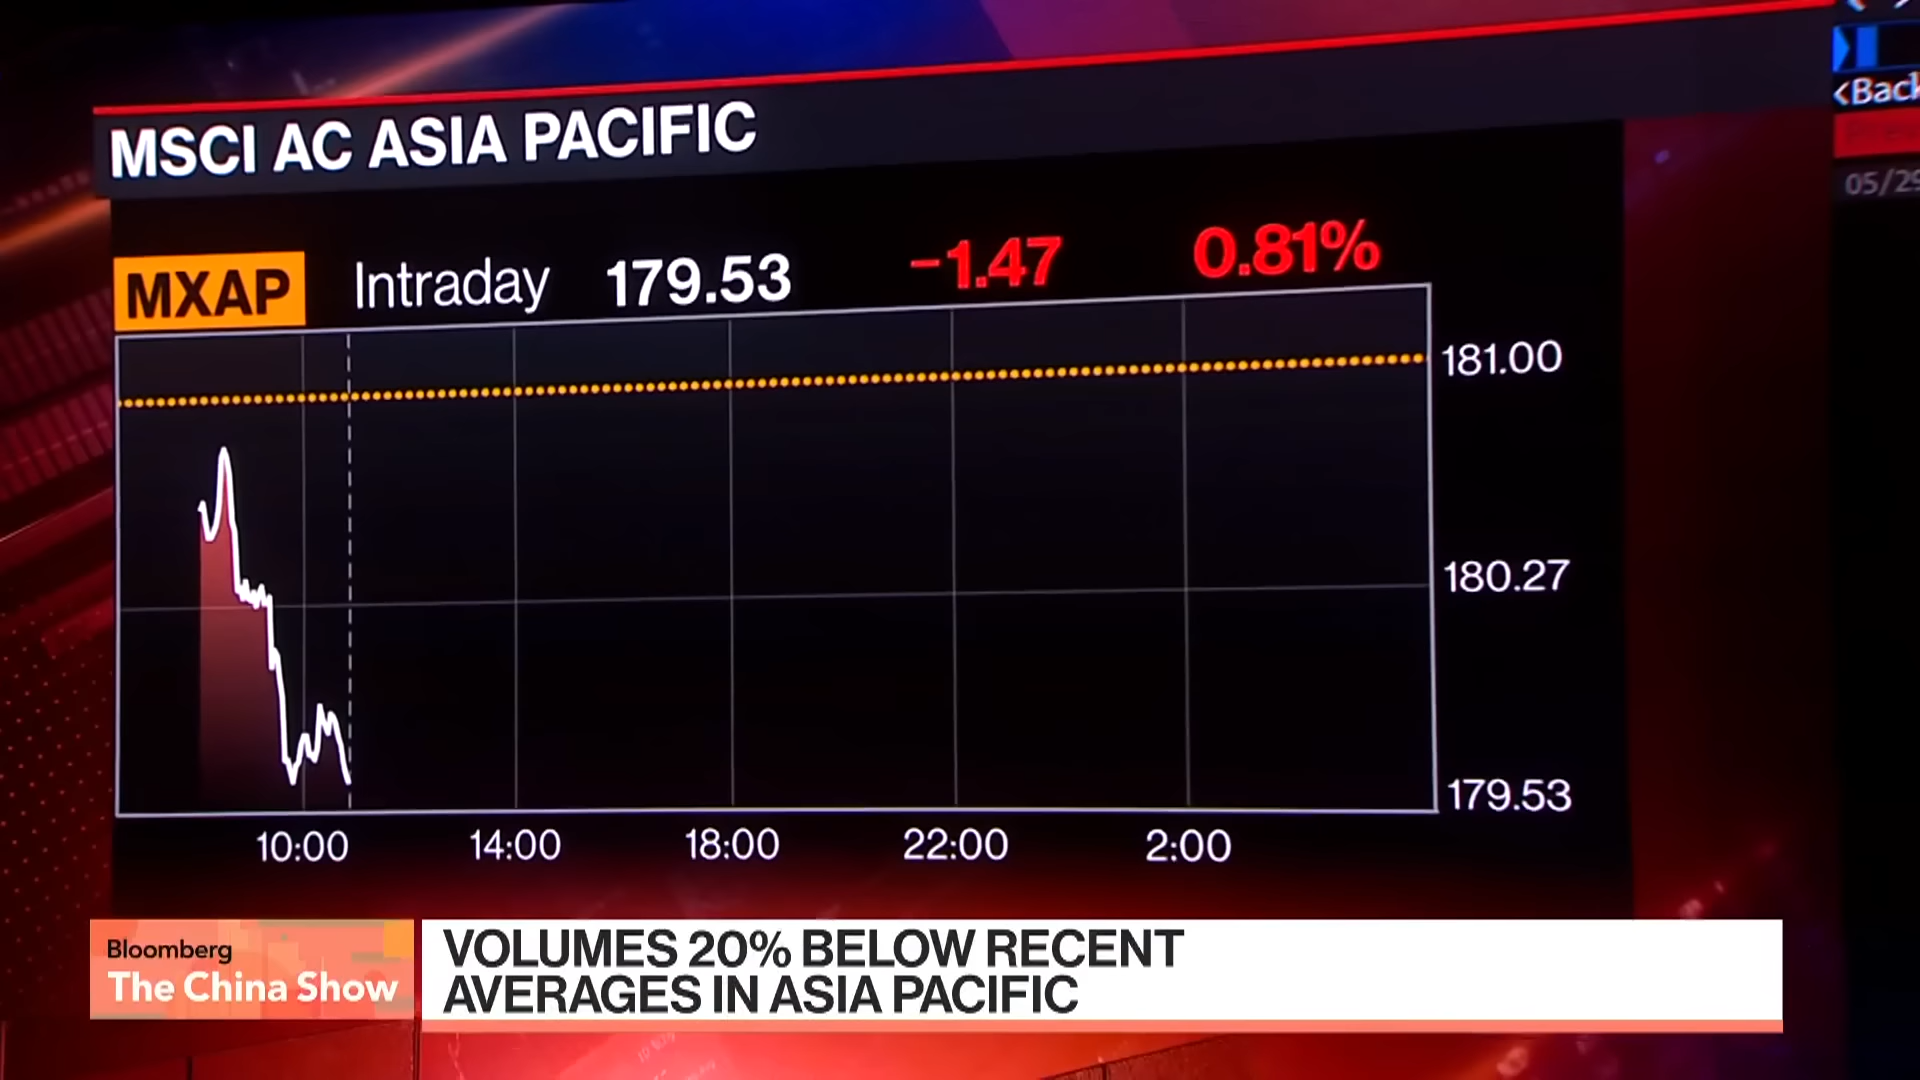 MSCI AC ASIA PACIFIC
MXAP Intraday 179.53 -1.47 0.81%
181.00
180.27
179.53
10:00 14:00 18:00 22:00 2:00
<Back
05/29
Bloomberg
The China Show
VOLUMES 20% BELOW RECENT
AVERAGES IN ASIA PACIFIC